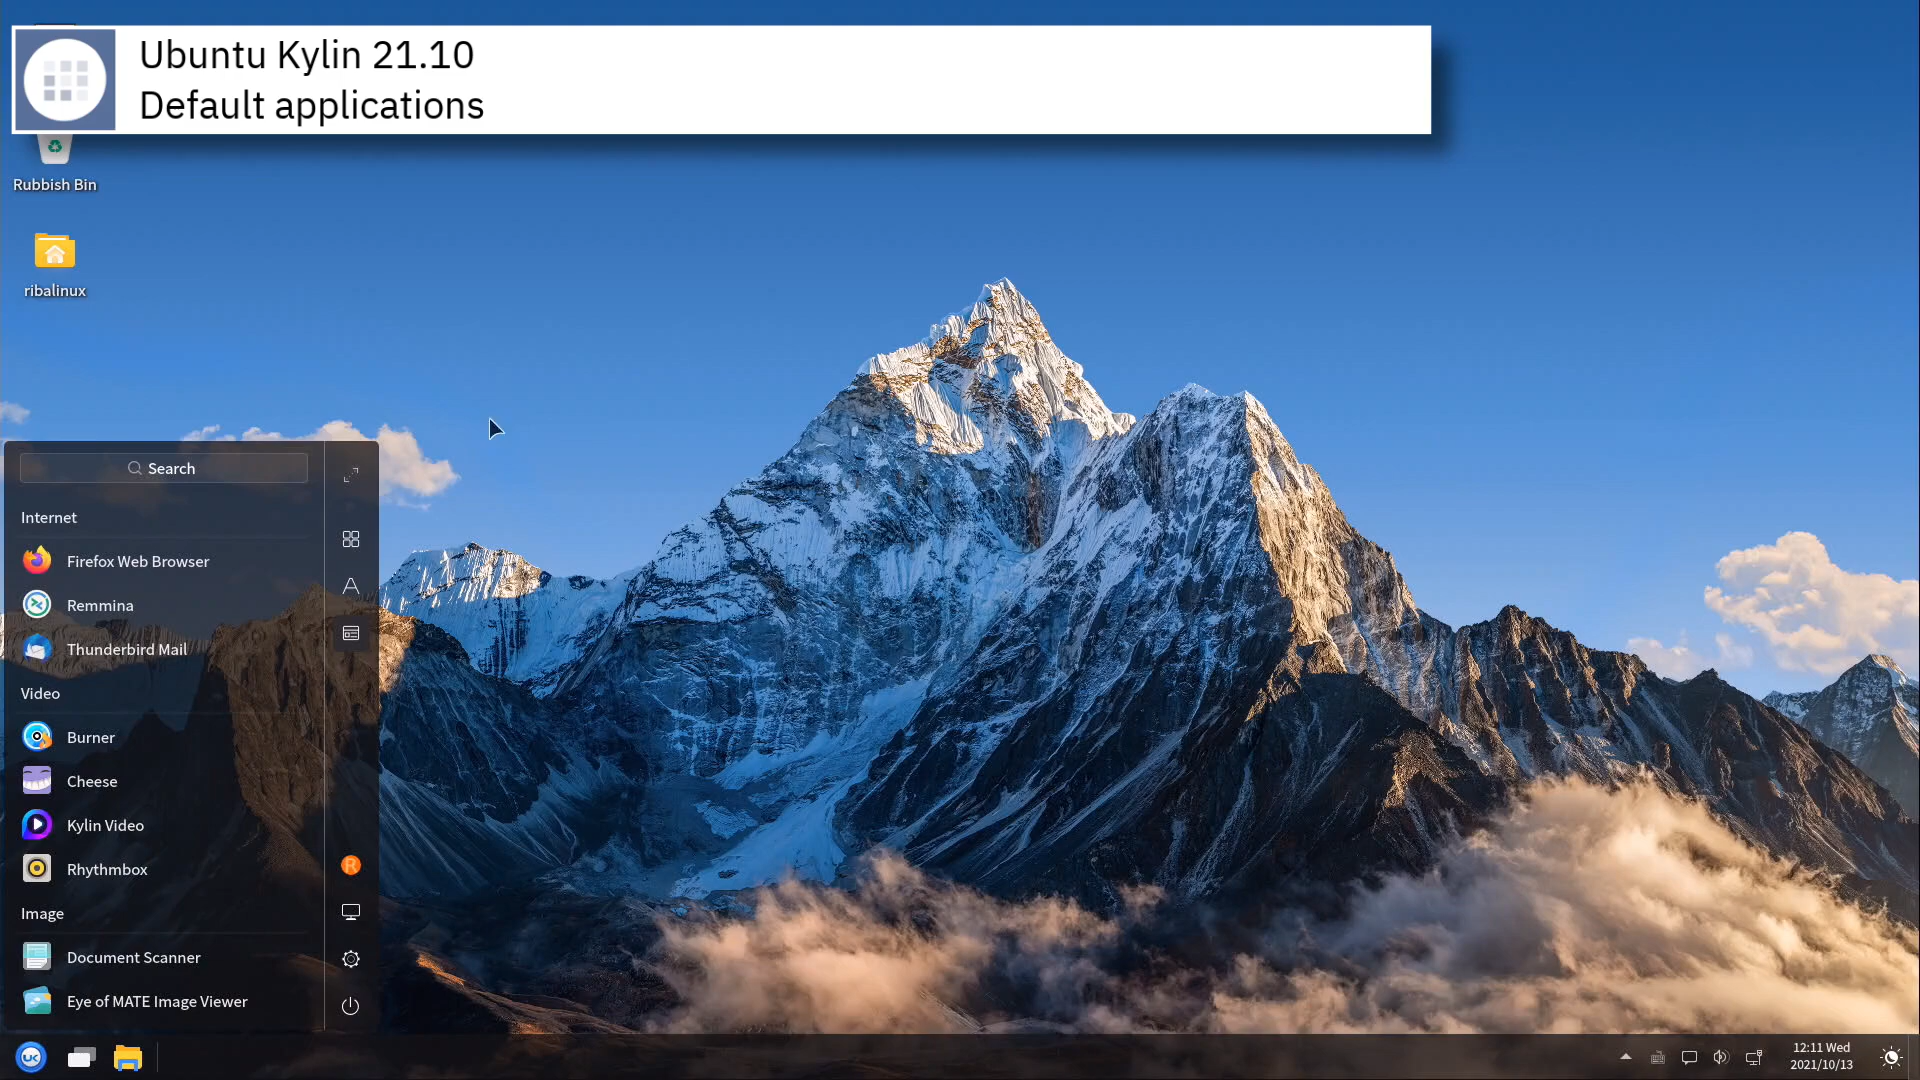 Ubuntu Kylin 21.10
Default applications
Rubbish Bin
ribalinux
Search
Internet
Firefox Web Browser
Remmina
Thunderbird Mail
Video
Burner
Cheese
Kylin Video
Rhythmbox
Image
Document Scanner
Eye of MATE Image Viewer
R
UK
12:11 Wed
2021/10/13